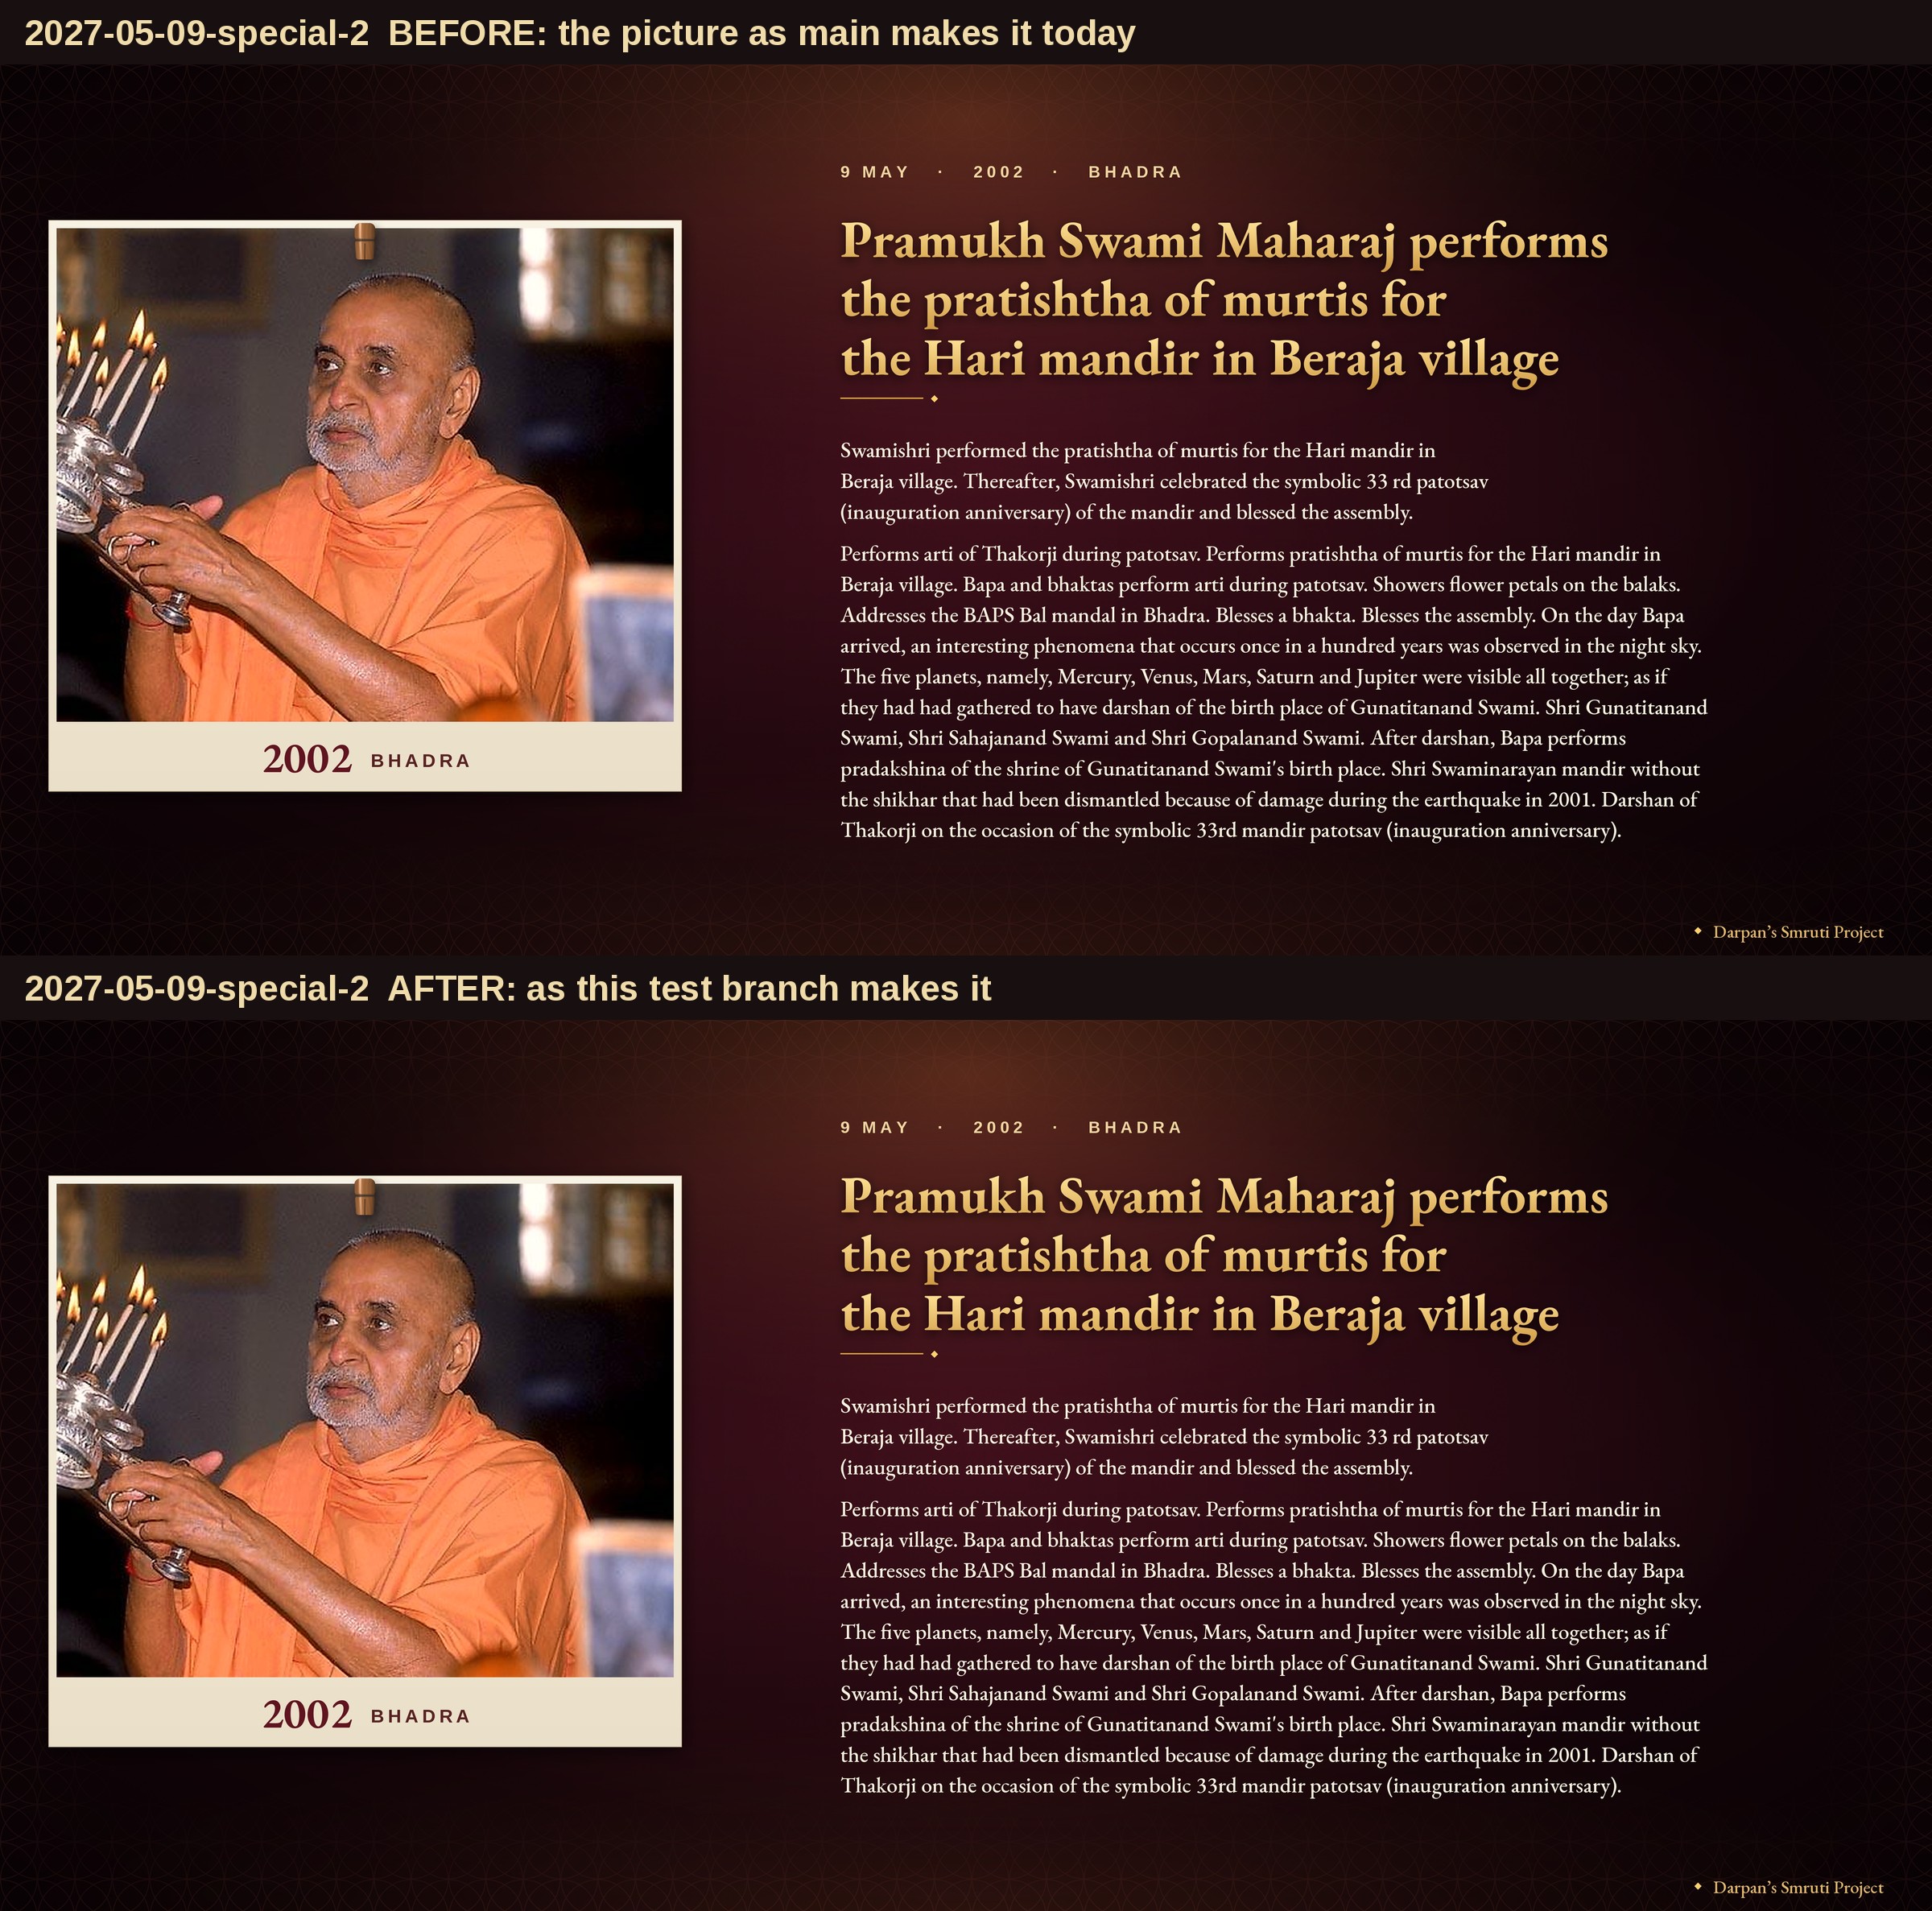 2027-05-09-special-2 BEFORE: the picture as main makes it today
9 MAY · 2002 · BHADRA
Pramukh Swami Maharaj performs
the pratishtha of murtis for
the Hari mandir in Beraja village
Swamishri performed the pratishtha of murtis for the Hari mandir in
Beraja village. Thereafter, Swamishri celebrated the symbolic 33 rd patotsav
(inauguration anniversary) of the mandir and blessed the assembly.
Performs arti of Thakorji during patotsav. Performs pratishtha of murtis for the Hari mandir in
Beraja village. Bapa and bhaktas perform arti during patotsav. Showers flower petals on the balaks.
Addresses the BAPS Bal mandal in Bhadra. Blesses a bhakta. Blesses the assembly. On the day Bapa
arrived, an interesting phenomena that occurs once in a hundred years was observed in the night sky.
The five planets, namely, Mercury, Venus, Mars, Saturn and Jupiter were visible all together; as if
they had had gathered to have darshan of the birth place of Gunatitanand Swami. Shri Gunatitanand
Swami, Shri Sahajanand Swami and Shri Gopalanand Swami. After darshan, Bapa performs
pradakshina of the shrine of Gunatitanand Swami's birth place. Shri Swaminarayan mandir without
the shikhar that had been dismantled because of damage during the earthquake in 2001. Darshan of
Thakorji on the occasion of the symbolic 33rd mandir patotsav (inauguration anniversary).
2002 BHADRA
Darpan’s Smruti Project
2027-05-09-special-2 AFTER: as this test branch makes it
9 MAY · 2002 · BHADRA
Pramukh Swami Maharaj performs
the pratishtha of murtis for
the Hari mandir in Beraja village
Swamishri performed the pratishtha of murtis for the Hari mandir in
Beraja village. Thereafter, Swamishri celebrated the symbolic 33 rd patotsav
(inauguration anniversary) of the mandir and blessed the assembly.
Performs arti of Thakorji during patotsav. Performs pratishtha of murtis for the Hari mandir in
Beraja village. Bapa and bhaktas perform arti during patotsav. Showers flower petals on the balaks.
Addresses the BAPS Bal mandal in Bhadra. Blesses a bhakta. Blesses the assembly. On the day Bapa
arrived, an interesting phenomena that occurs once in a hundred years was observed in the night sky.
The five planets, namely, Mercury, Venus, Mars, Saturn and Jupiter were visible all together; as if
they had had gathered to have darshan of the birth place of Gunatitanand Swami. Shri Gunatitanand
Swami, Shri Sahajanand Swami and Shri Gopalanand Swami. After darshan, Bapa performs
pradakshina of the shrine of Gunatitanand Swami's birth place. Shri Swaminarayan mandir without
the shikhar that had been dismantled because of damage during the earthquake in 2001. Darshan of
Thakorji on the occasion of the symbolic 33rd mandir patotsav (inauguration anniversary).
2002 BHADRA
Darpan’s Smruti Project